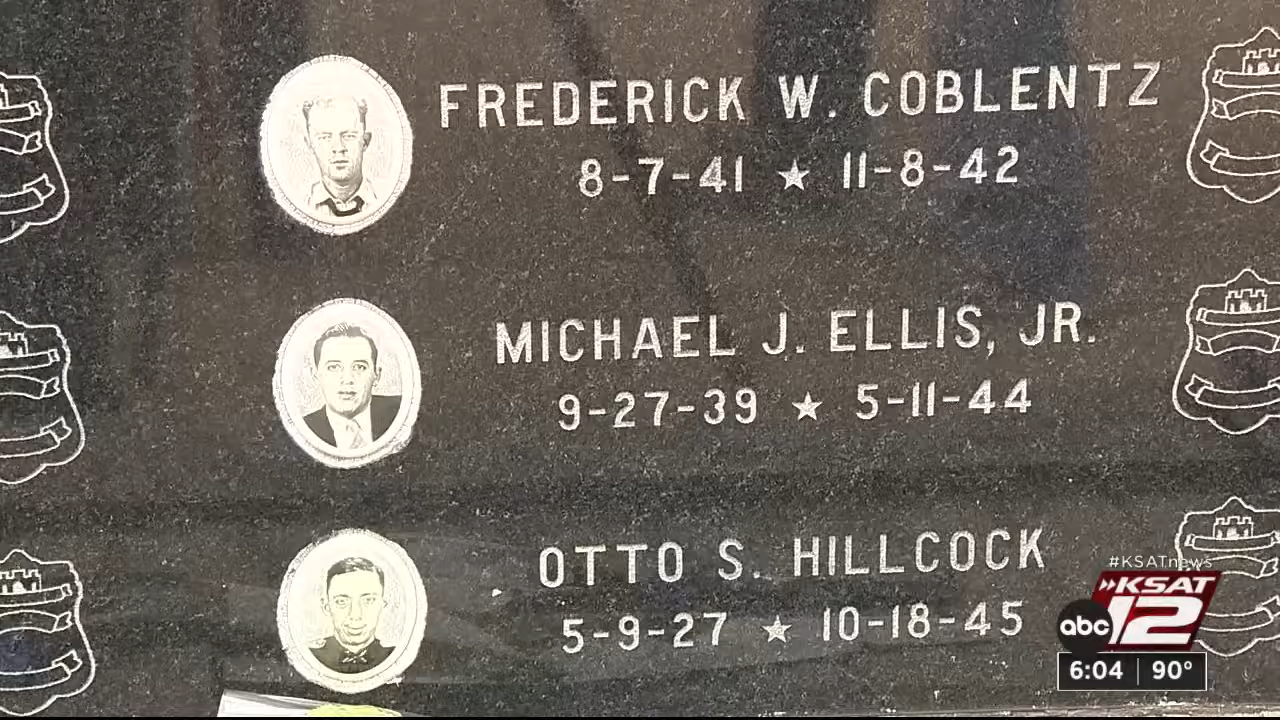 FREDERICK W. COBLENTZ
8-7-41 ★ 11-8-42
MICHAEL J. ELLIS, JR.
9-27-39 ★ 5-11-44
OTTO S. HILLCOCK
5-9-27 ★ 10-18-45
#KSATnews
KSAT
abc 12
6:04 90°